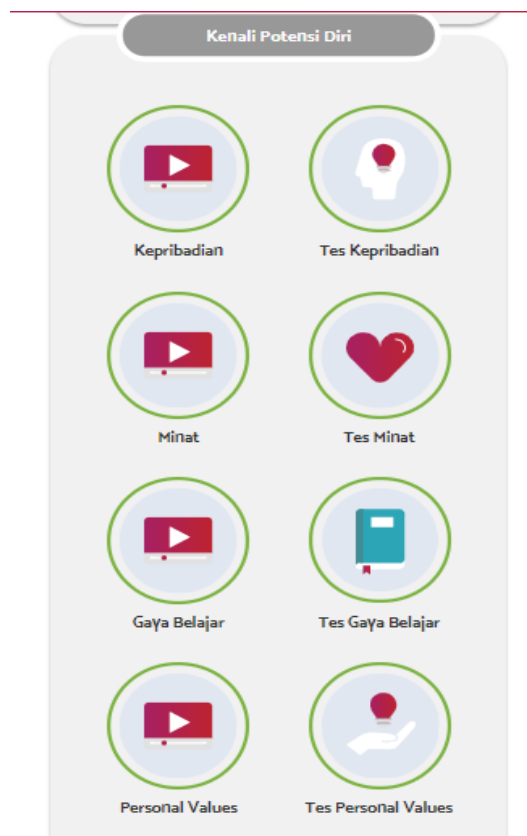 Kenali Potensi Diri
Kepribadian
Tes Kepribadian
Minat
Tes Minat
Gaya Belajar
Tes Gaya Belajar
Personal Values
Tes Personal Values